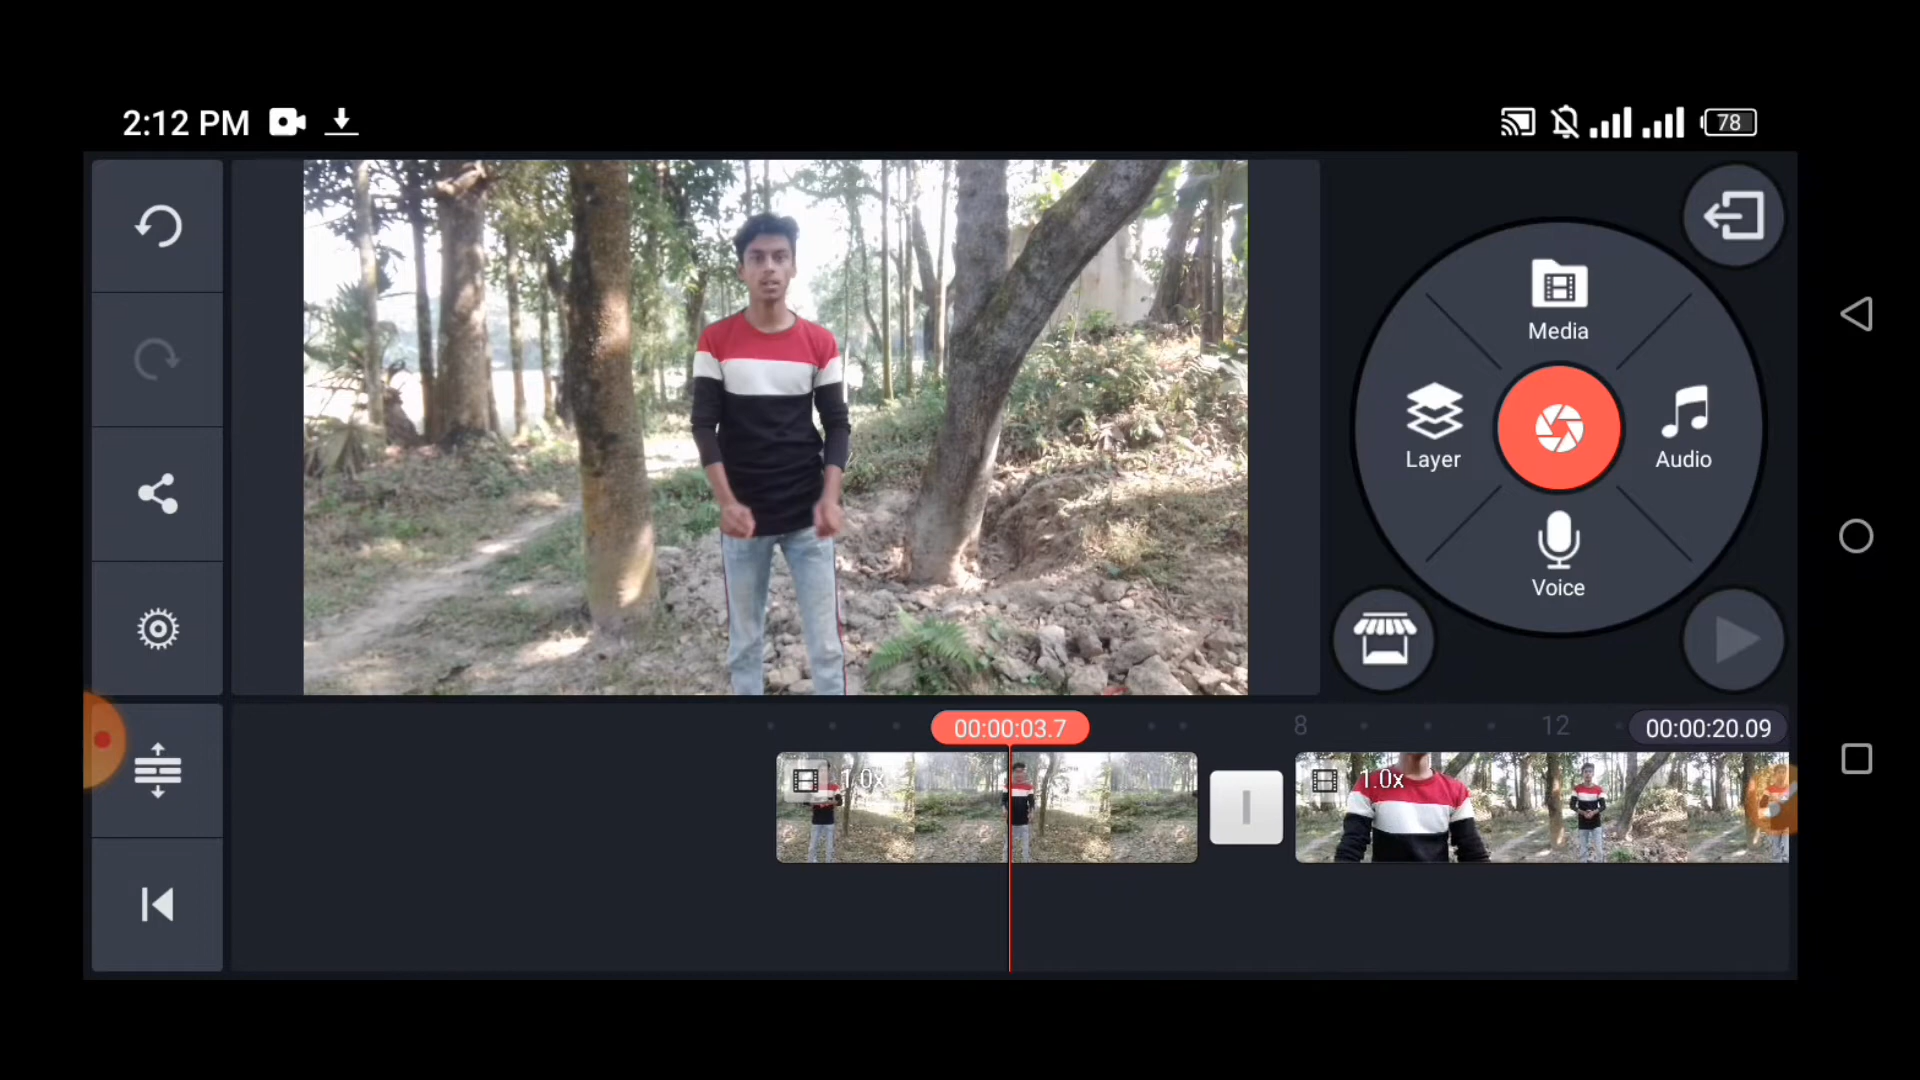 2:12 PM
78
Media
Layer
Audio
Voice
00:00:03.7
8
12
00:00:20.09
1.0x
1.0x